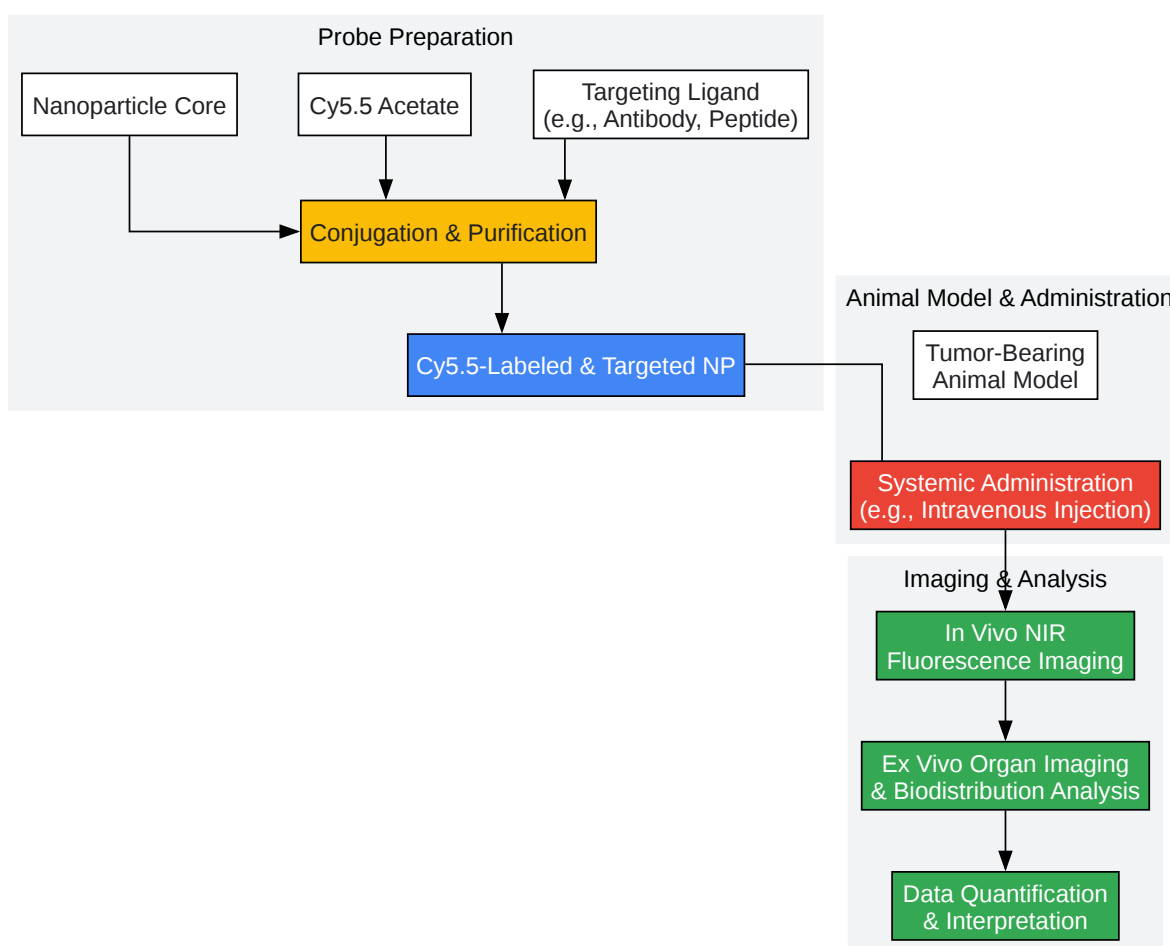 Probe Preparation
Nanoparticle Core
Cy5.5 Acetate
Targeting Ligand
(e.g., Antibody, Peptide)
Conjugation & Purification
Cy5.5-Labeled & Targeted NP
Animal Model & Administration
Tumor-Bearing
Animal Model
Systemic Administration
(e.g., Intravenous Injection)
Imaging & Analysis
In Vivo NIR
Fluorescence Imaging
Ex Vivo Organ Imaging
& Biodistribution Analysis
Data Quantification
& Interpretation